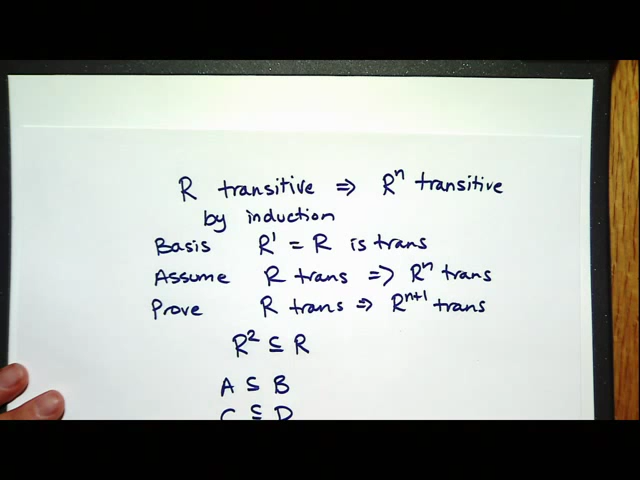 R transitive ⇒ Rⁿ transitive
by induction
Basis R¹ = R is trans
Assume R trans ⇒ Rⁿ trans
Prove R trans ⇒ Rⁿ⁺¹ trans
R² ⊆ R
A ⊆ B
C ⊆ D